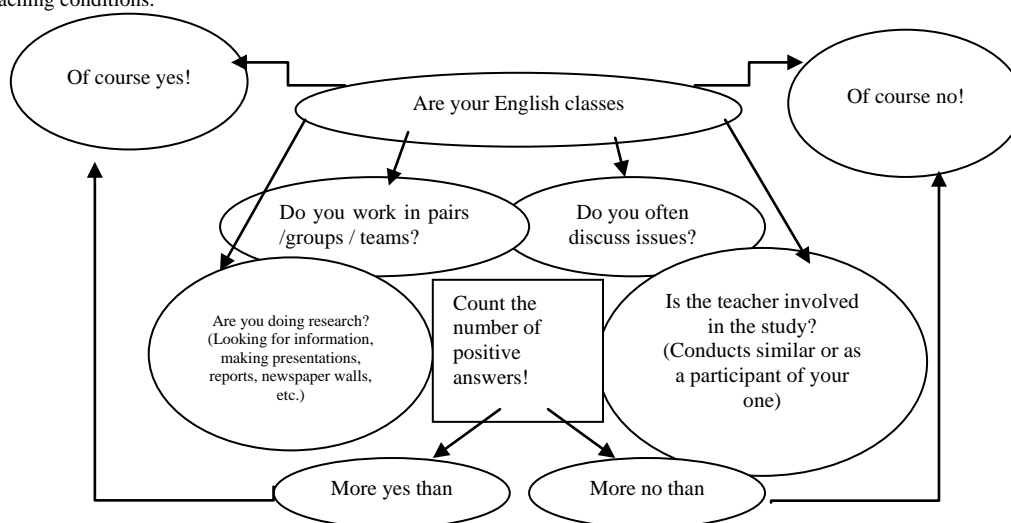 aching conditions.
Of course yes!
Are your English classes
Of course no!
Do you work in pairs
/groups / teams?
Do you often
discuss issues?
Are you doing research?
(Looking for information,
making presentations,
reports, newspaper walls,
etc.)
Count the
number of
positive
answers!
Is the teacher involved
in the study?
(Conducts similar or as
a participant of your
one)
More yes than
More no than